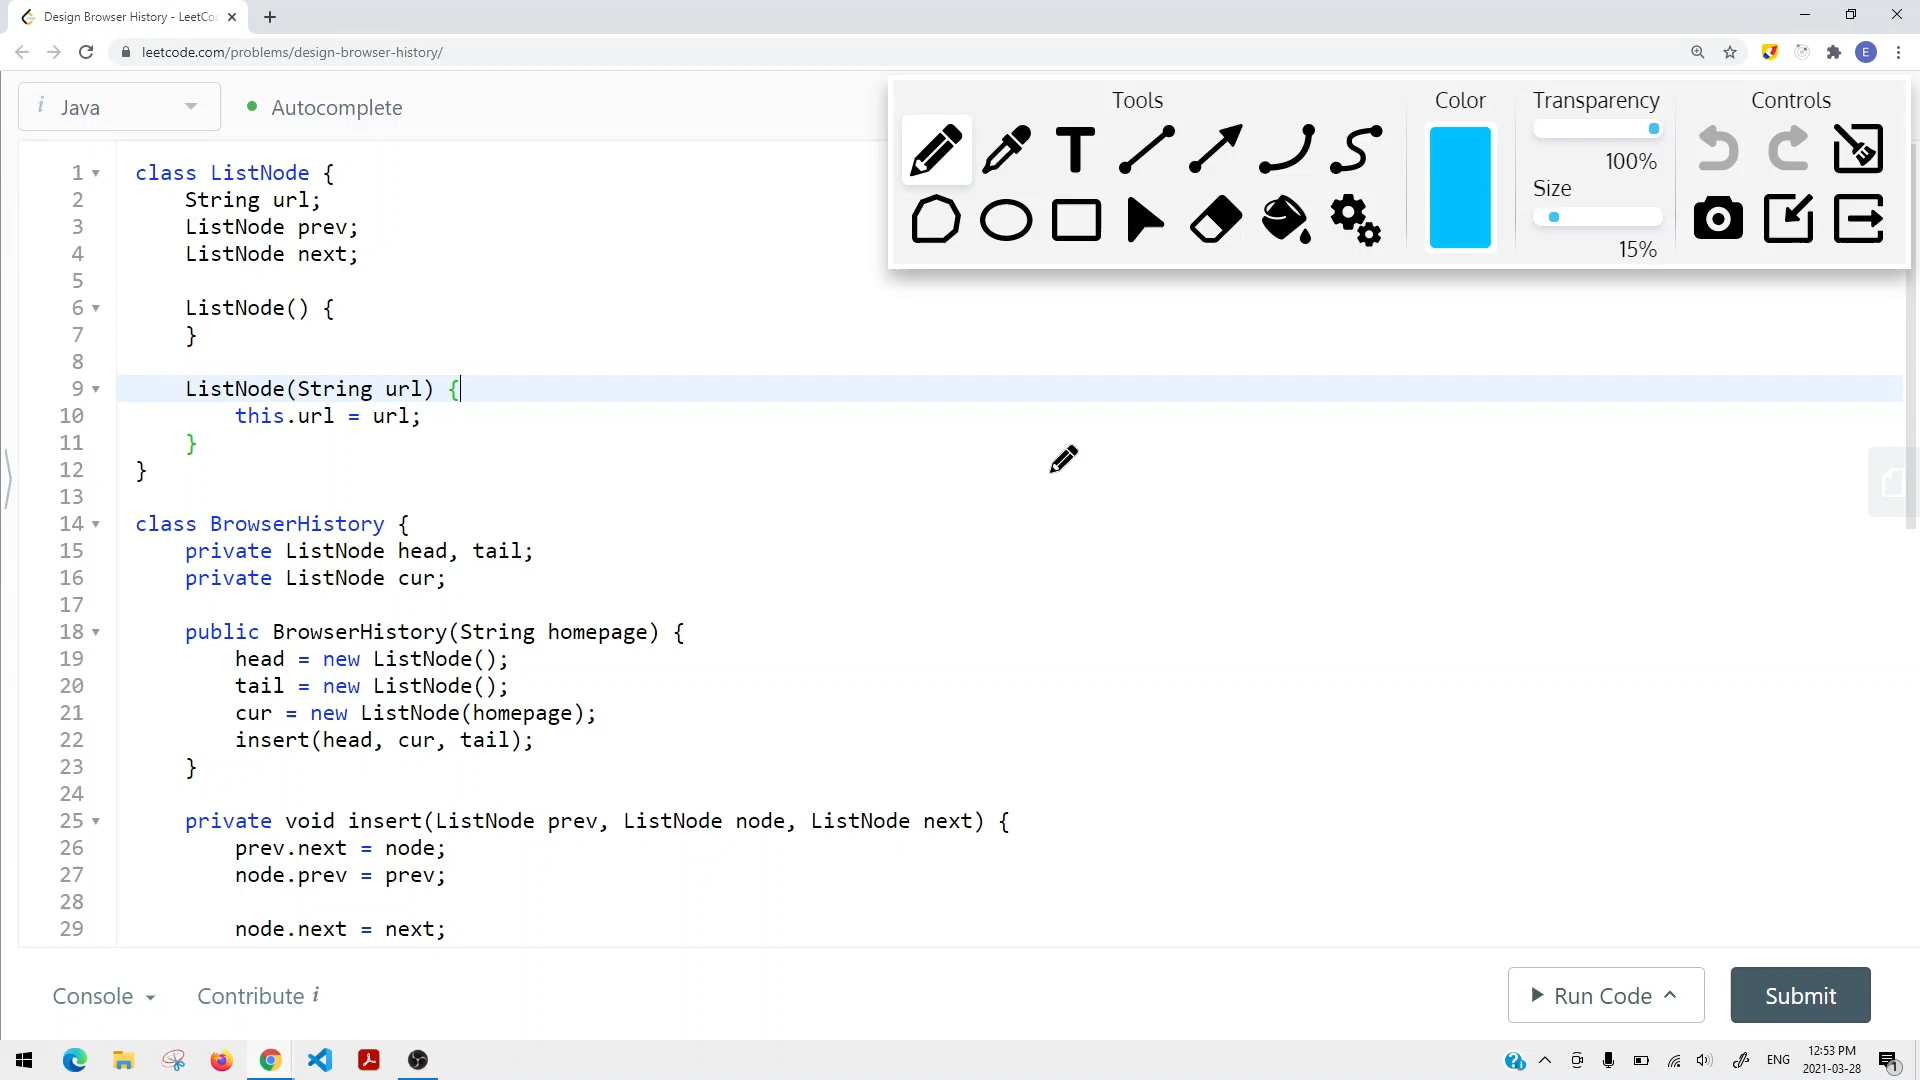 Design Browser History - LeetCo
leetcode.com/problems/design-browser-history/
E
i Java
Autocomplete
Tools
Color
Transparency
100%
Size
15%
Controls
1 class ListNode {
2 String url;
3 ListNode prev;
4 ListNode next;
5
6 ListNode() {
7 }
8
9 ListNode(String url) {
10 this.url = url;
11 }
12 }
13
14 class BrowserHistory {
15 private ListNode head, tail;
16 private ListNode cur;
17
18 public BrowserHistory(String homepage) {
19 head = new ListNode();
20 tail = new ListNode();
21 cur = new ListNode(homepage);
22 insert(head, cur, tail);
23 }
24
25 private void insert(ListNode prev, ListNode node, ListNode next) {
26 prev.next = node;
27 node.prev = prev;
28
29 node.next = next;
Console
Contribute i
Run Code
Submit
ENG
12:53 PM
2021-03-28
1